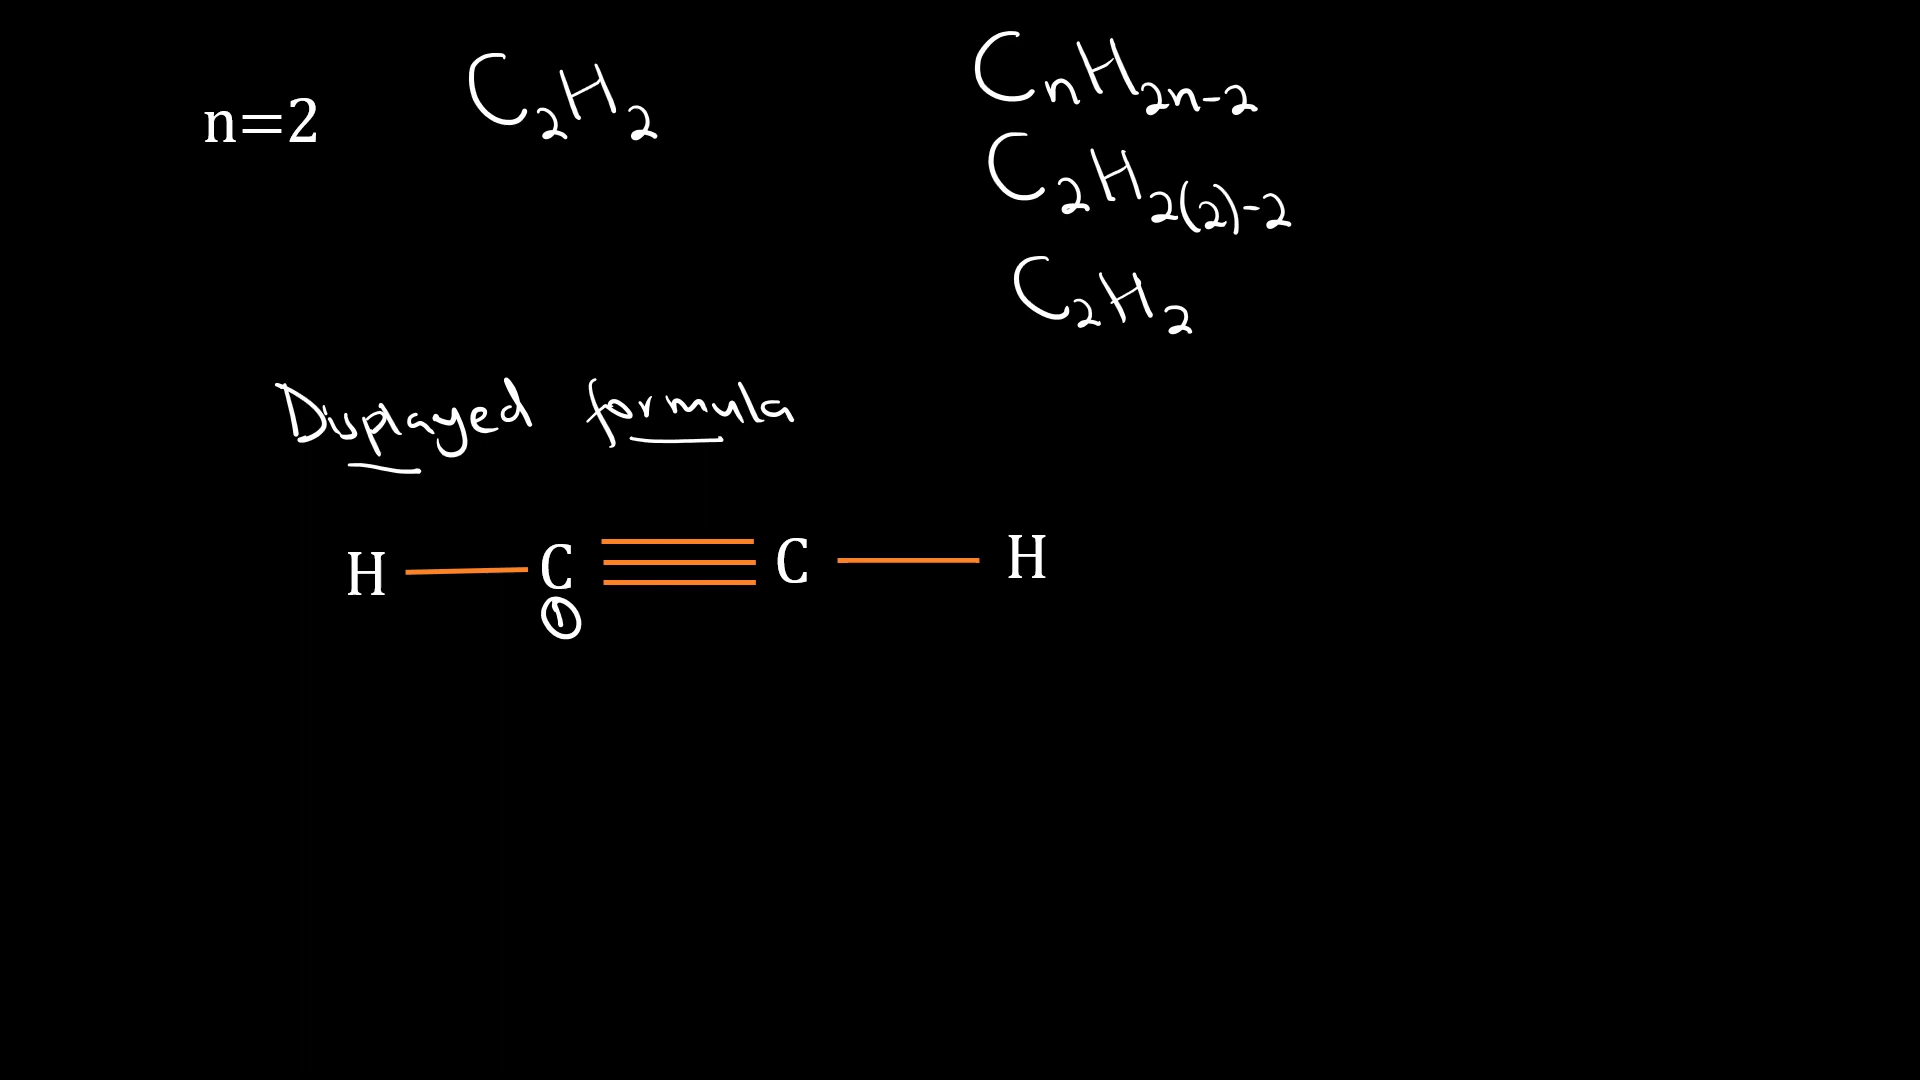 n=2
C₂H₂
CₙH₂ₙ₋₂
C₂H₂₍₂₎₋₂
C₂H₂
Displayed formula
H — C ≡ C — H
①